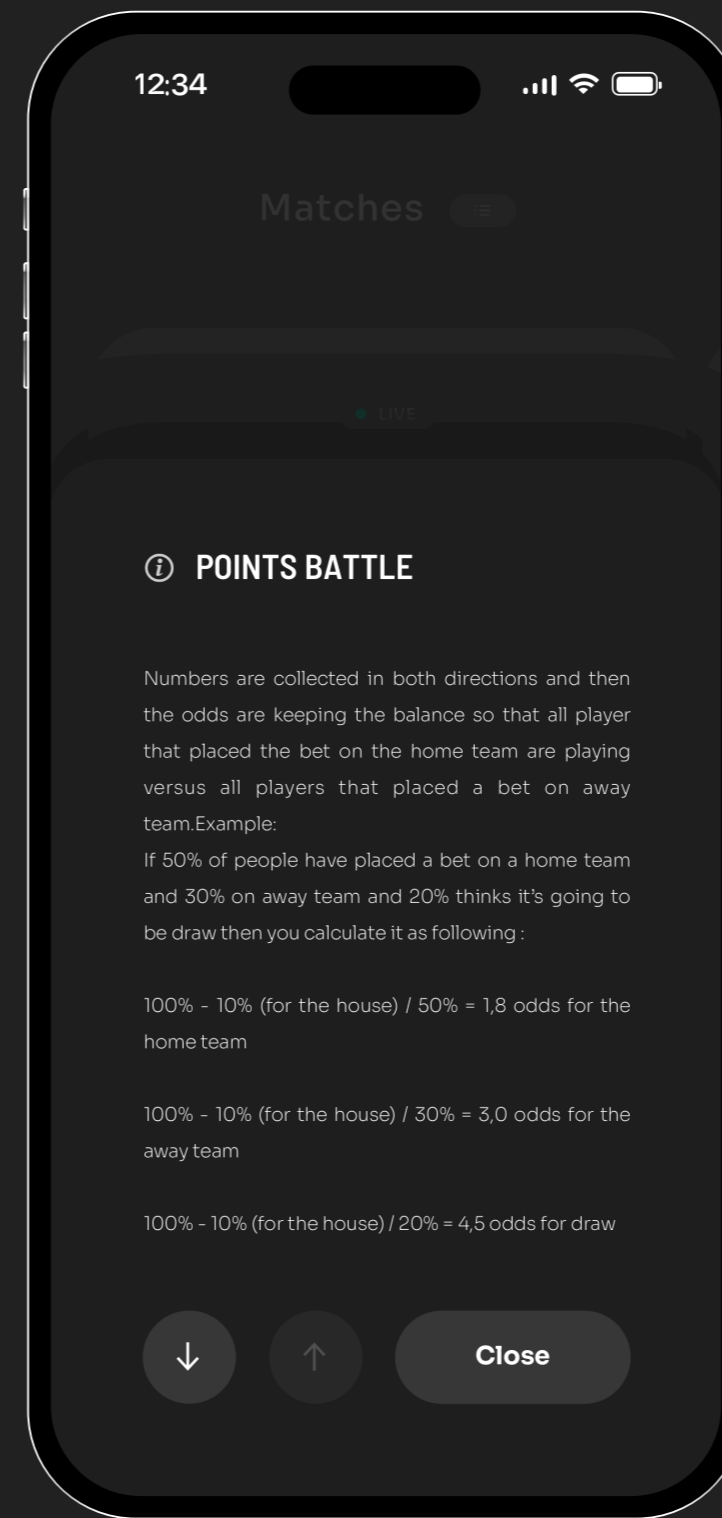 12:34
Matches
LIVE
POINTS BATTLE
Numbers are collected in both directions and then
the odds are keeping the balance so that all player
that placed the bet on the home team are playing
versus all players that placed a bet on away
team.Example:
If 50% of people have placed a bet on a home team
and 30% on away team and 20% thinks it’s going to
be draw then you calculate it as following :
100% - 10% (for the house) / 50% = 1,8 odds for the
home team
100% - 10% (for the house) / 30% = 3,0 odds for the
away team
100% - 10% (for the house) / 20% = 4,5 odds for draw
Close